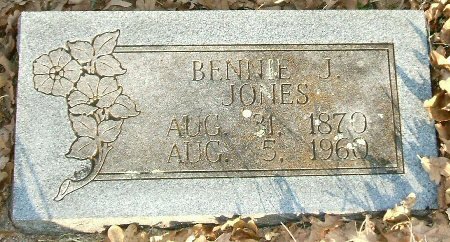 BENNIE J.
JONES
AUG. 31, 1870
AUG. 5, 1960